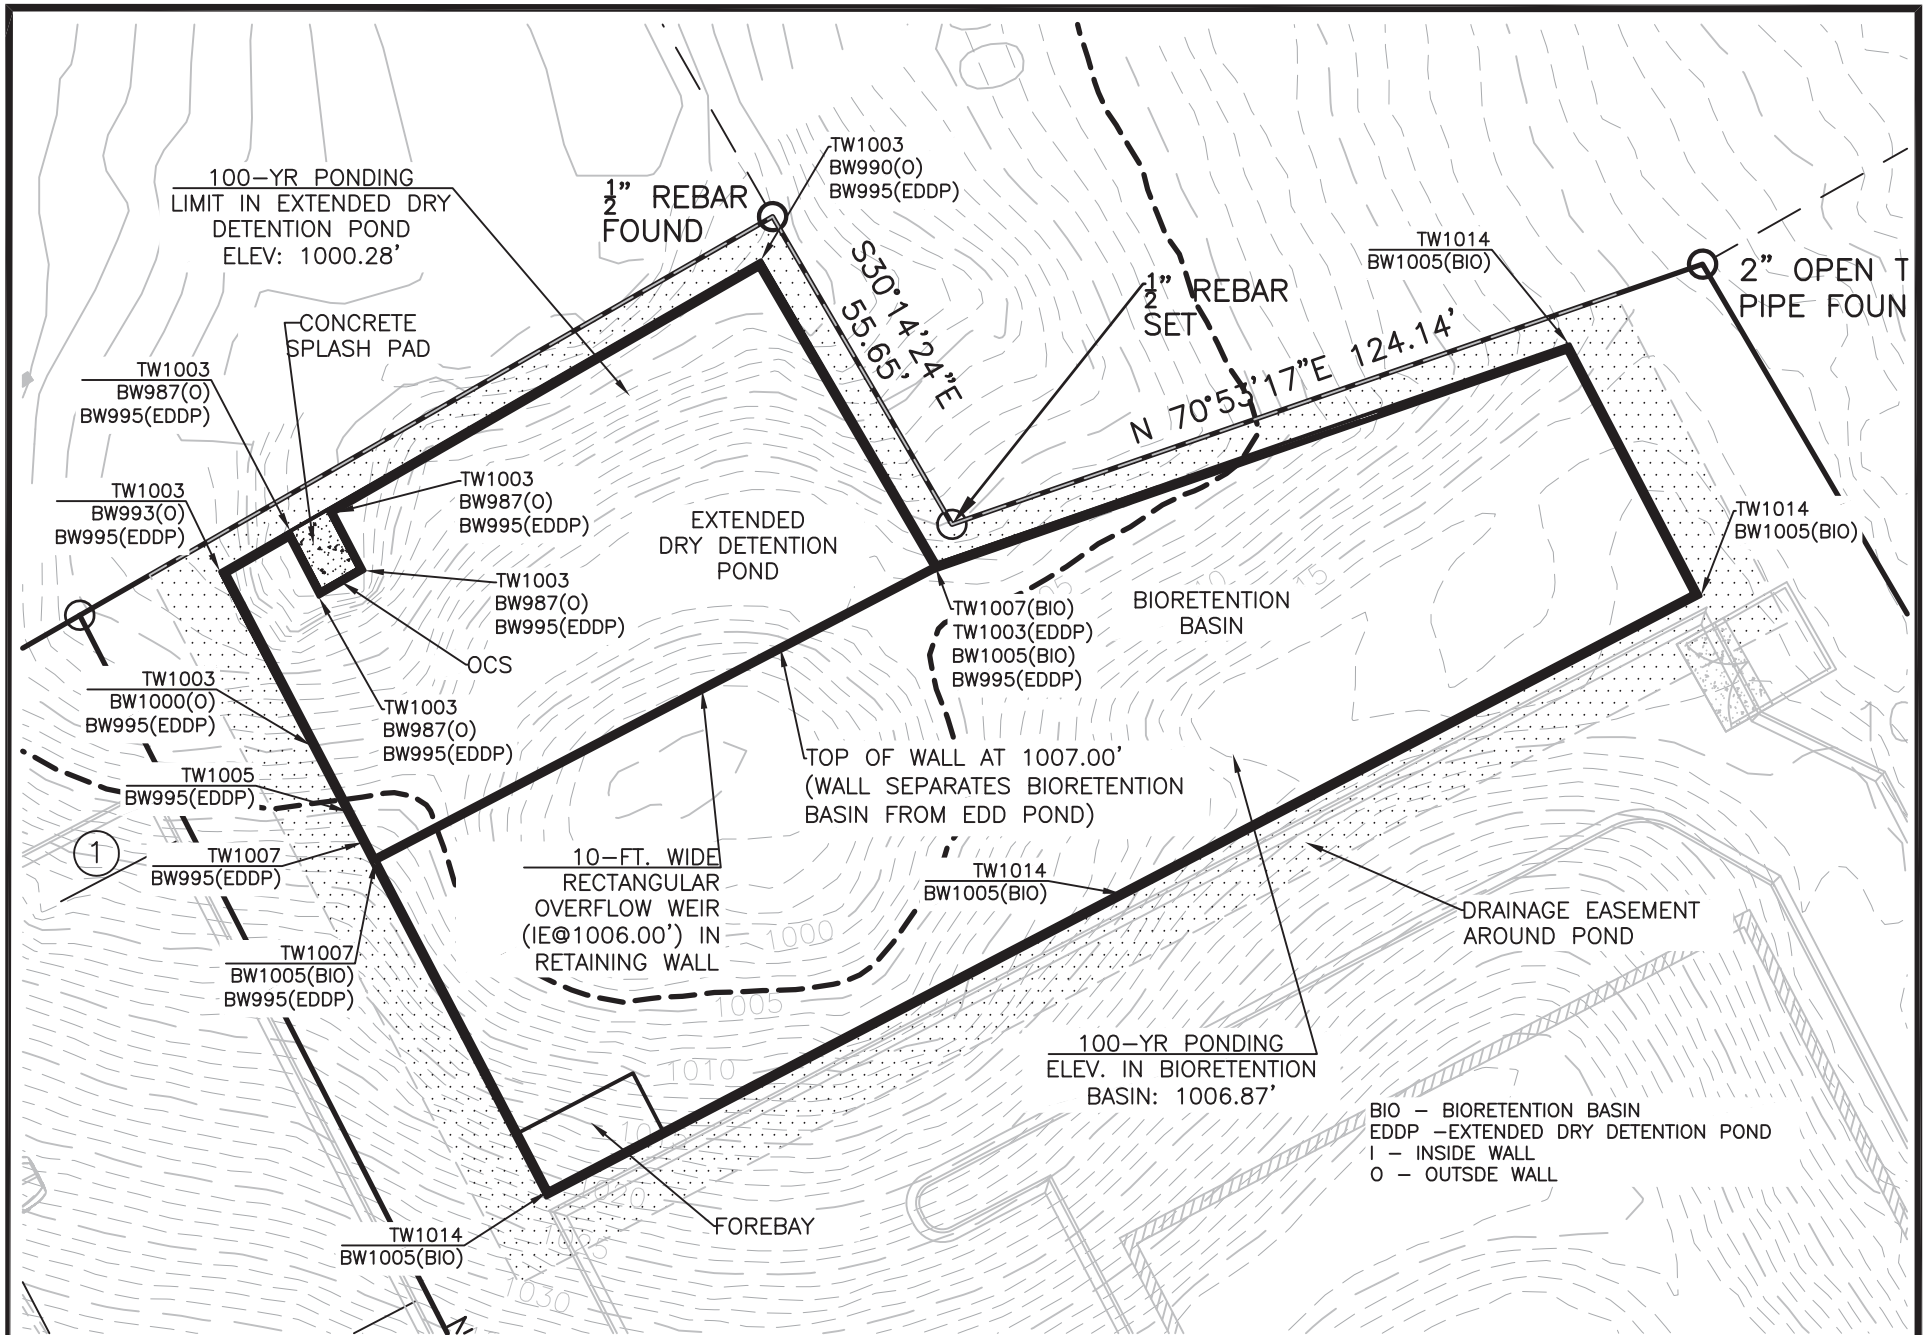 TW1003
BW990(O)
BW995(EDDP)
100-YR PONDING
LIMIT IN EXTENDED DRY
DETENTION POND
ELEV: 1000.28'
1/2" REBAR
FOUND
S30°14'24"E
55.65'
1/2" REBAR
SET
TW1014
BW1005(BIO)
2" OPEN T
PIPE FOUN
N 70°53'17"E 124.14'
CONCRETE
SPLASH PAD
TW1003
BW987(O)
BW995(EDDP)
TW1003
BW993(O)
BW995(EDDP)
TW1003
BW987(O)
BW995(EDDP)
EXTENDED
DRY DETENTION
POND
TW1014
BW1005(BIO)
TW1003
BW987(O)
BW995(EDDP)
15
BIORETENTION
BASIN
TW1007(BIO)
TW1003(EDDP)
BW1005(BIO)
BW995(EDDP)
OCS
TW1003
BW1000(O)
BW995(EDDP)
TW1003
BW987(O)
BW995(EDDP)
10
TW1005
BW995(EDDP)
TOP OF WALL AT 1007.00'
(WALL SEPARATES BIORETENTION
BASIN FROM EDD POND)
1
TW1007
BW995(EDDP)
10-FT. WIDE
RECTANGULAR
OVERFLOW WEIR
(IE@1006.00') IN
RETAINING WALL
TW1014
BW1005(BIO)
DRAINAGE EASEMENT
AROUND POND
1000
TW1007
BW1005(BIO)
BW995(EDDP)
1005
100-YR PONDING
ELEV. IN BIORETENTION
BASIN: 1006.87'
1010
BIO - BIORETENTION BASIN
EDDP -EXTENDED DRY DETENTION POND
I - INSIDE WALL
O - OUTSDE WALL
1020
FOREBAY
TW1014
BW1005(BIO)
1025
1030